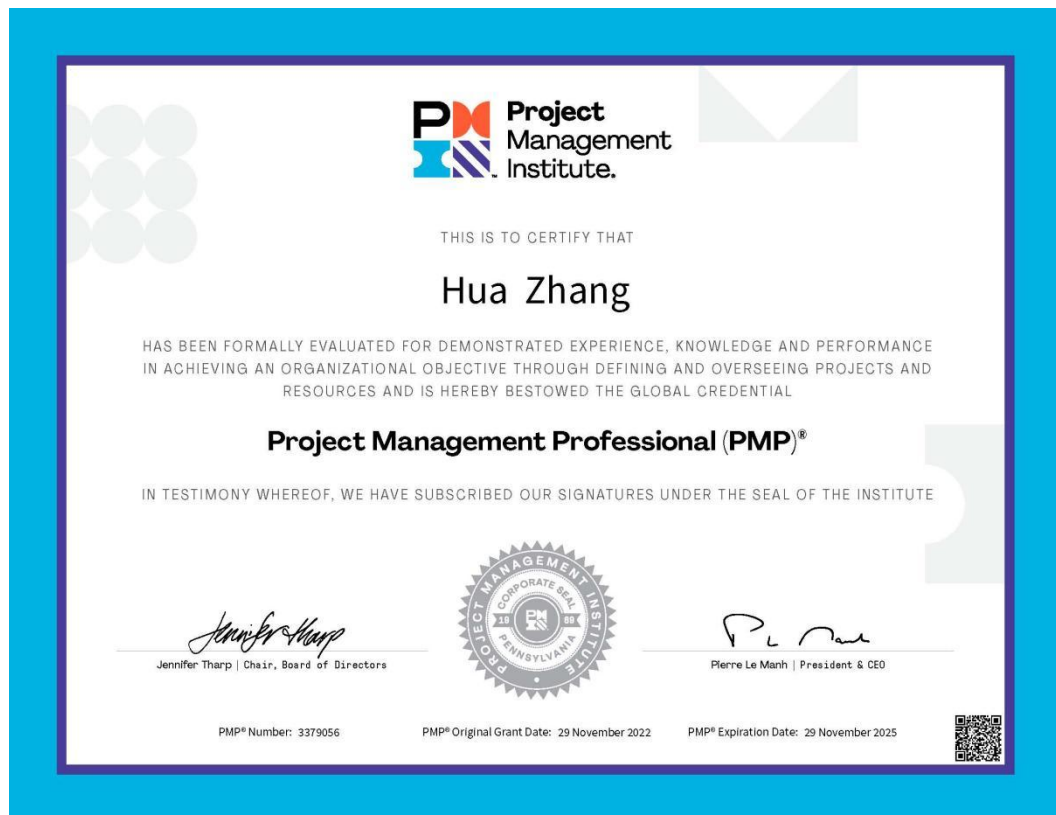 Project
Management
Institute.
THIS IS TO CERTIFY THAT
Hua Zhang
HAS BEEN FORMALLY EVALUATED FOR DEMONSTRATED EXPERIENCE, KNOWLEDGE AND PERFORMANCE
IN ACHIEVING AN ORGANIZATIONAL OBJECTIVE THROUGH DEFINING AND OVERSEEING PROJECTS AND
RESOURCES AND IS HEREBY BESTOWED THE GLOBAL CREDENTIAL
Project Management Professional (PMP)®
IN TESTIMONY WHEREOF, WE HAVE SUBSCRIBED OUR SIGNATURES UNDER THE SEAL OF THE INSTITUTE
PROJECT MANAGEMENT INSTITUTE
CORPORATE SEAL
19 PMI 69
PENNSYLVANIA
Jennifer Tharp
Jennifer Tharp | Chair, Board of Directors
Pierre Le Manh | President & CEO
PMP® Number: 3379056
PMP® Original Grant Date: 29 November 2022
PMP® Expiration Date: 29 November 2025